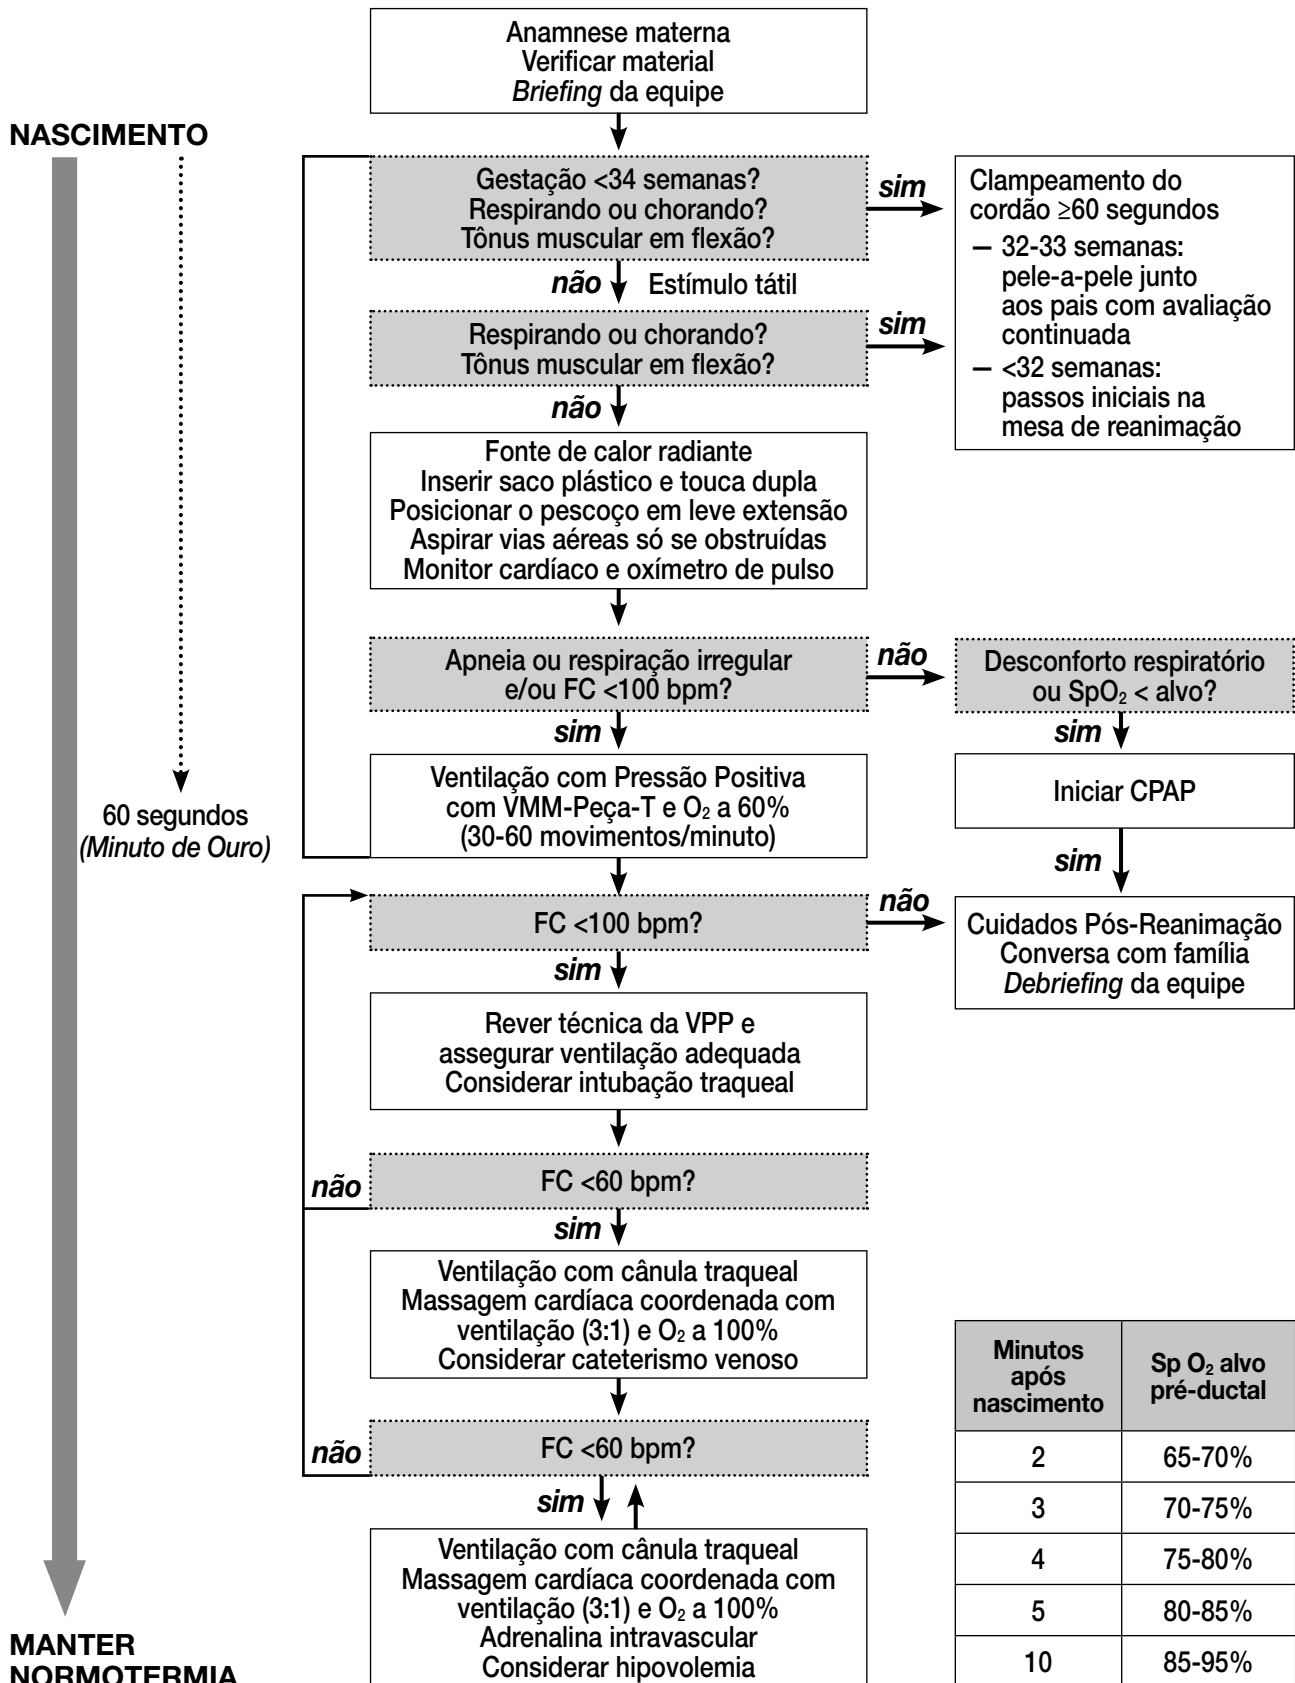 Anamnese materna
Verificar material
Briefing da equipe
NASCIMENTO
Gestação <34 semanas?
Respirando ou chorando?
Tônus muscular em flexão?
sim
Clampeamento do
cordão ≥60 segundos
— 32-33 semanas:
pele-a-pele junto
aos pais com avaliação
continuada
— <32 semanas:
passos iniciais na
mesa de reanimação
não
Estímulo tátil
Respirando ou chorando?
Tônus muscular em flexão?
sim
não
Fonte de calor radiante
Inserir saco plástico e touca dupla
Posicionar o pescoço em leve extensão
Aspirar vias aéreas só se obstruídas
Monitor cardíaco e oxímetro de pulso
Apneia ou respiração irregular
e/ou FC <100 bpm?
não
Desconforto respiratório
ou SpO₂ < alvo?
sim
sim
Ventilação com Pressão Positiva
com VMM-Peça-T e O₂ a 60%
(30-60 movimentos/minuto)
Iniciar CPAP
60 segundos
(Minuto de Ouro)
sim
FC <100 bpm?
não
Cuidados Pós-Reanimação
Conversa com família
Debriefing da equipe
sim
Rever técnica da VPP e
assegurar ventilação adequada
Considerar intubação traqueal
FC <60 bpm?
não
sim
Ventilação com cânula traqueal
Massagem cardíaca coordenada com
ventilação (3:1) e O₂ a 100%
Considerar cateterismo venoso
FC <60 bpm?
não
sim
Ventilação com cânula traqueal
Massagem cardíaca coordenada com
ventilação (3:1) e O₂ a 100%
Adrenalina intravascular
Considerar hipovolemia
MANTER
NORMOTERMIA
Minutos
após
nascimento
Sp O₂ alvo
pré-ductal
2 65-70%
3 70-75%
4 75-80%
5 80-85%
10 85-95%